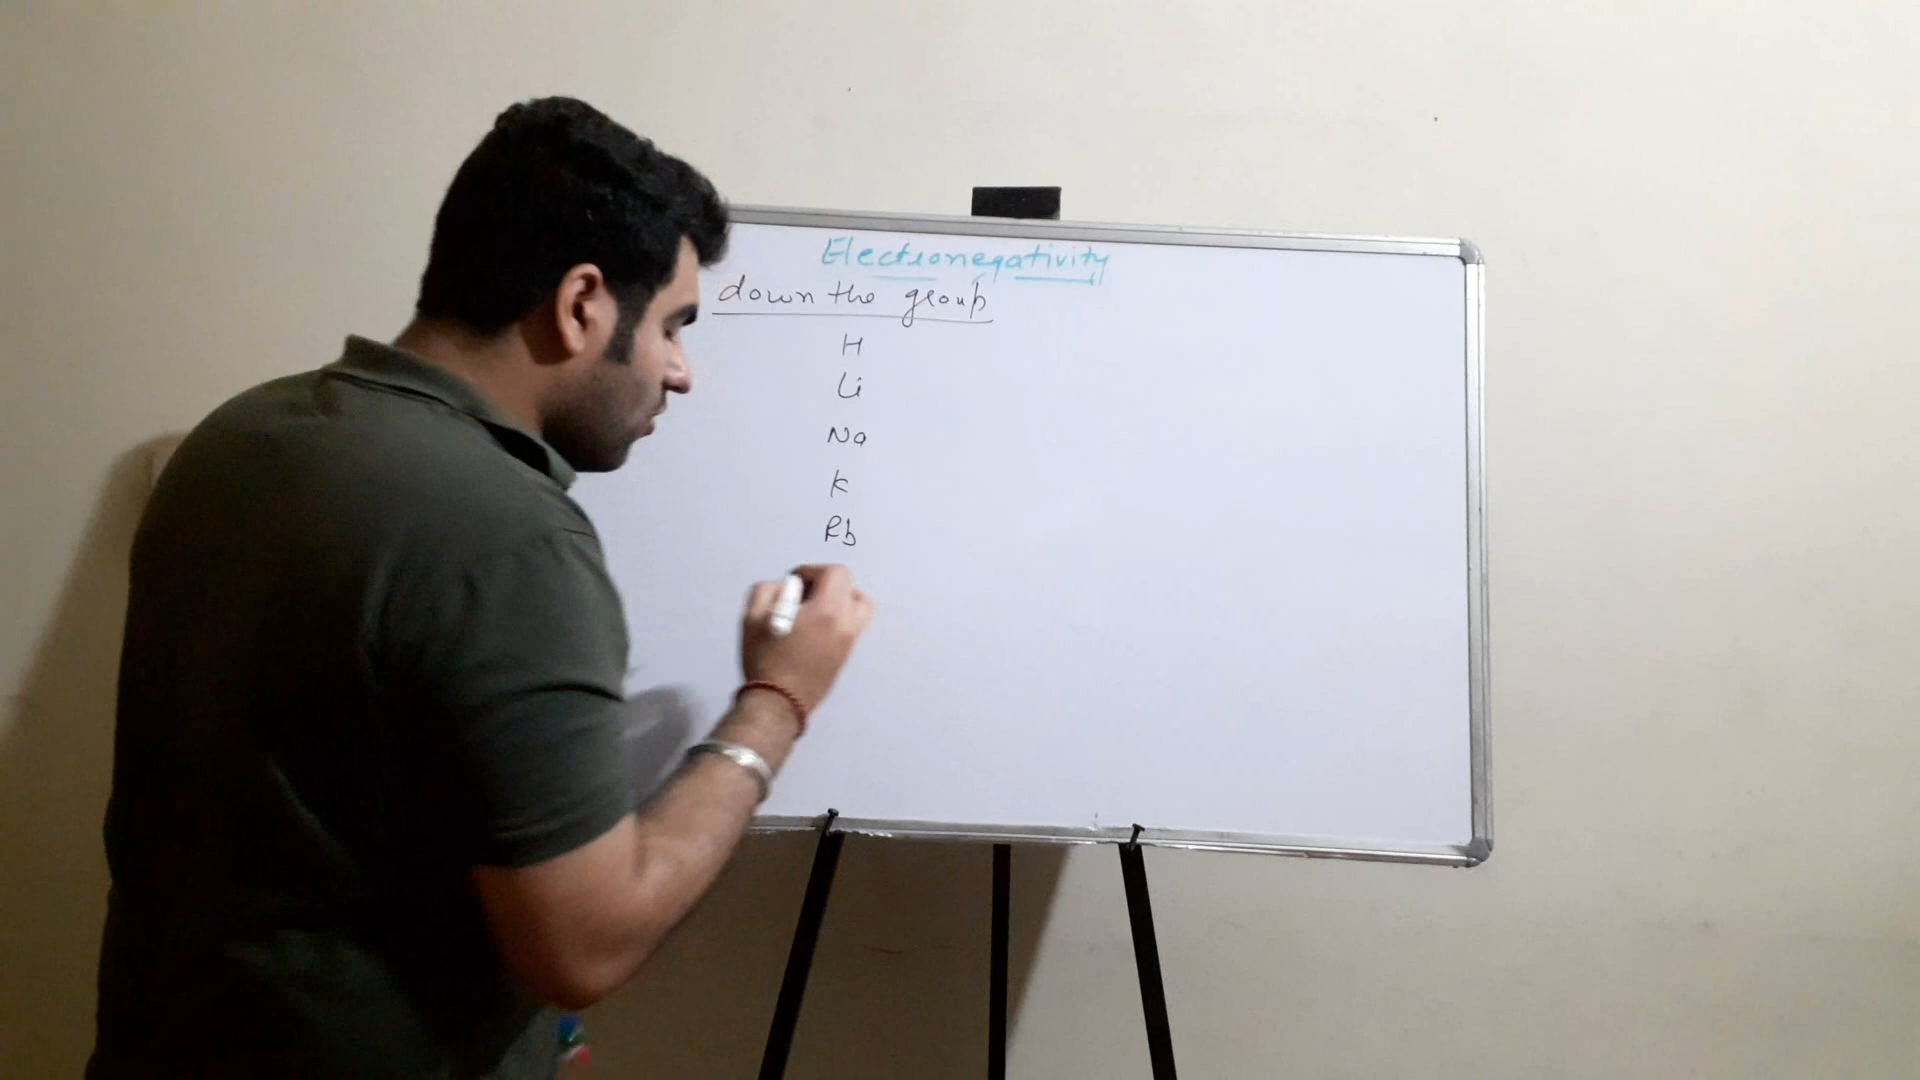 Electronegativity
down the group
H
Li
Na
K
Rb